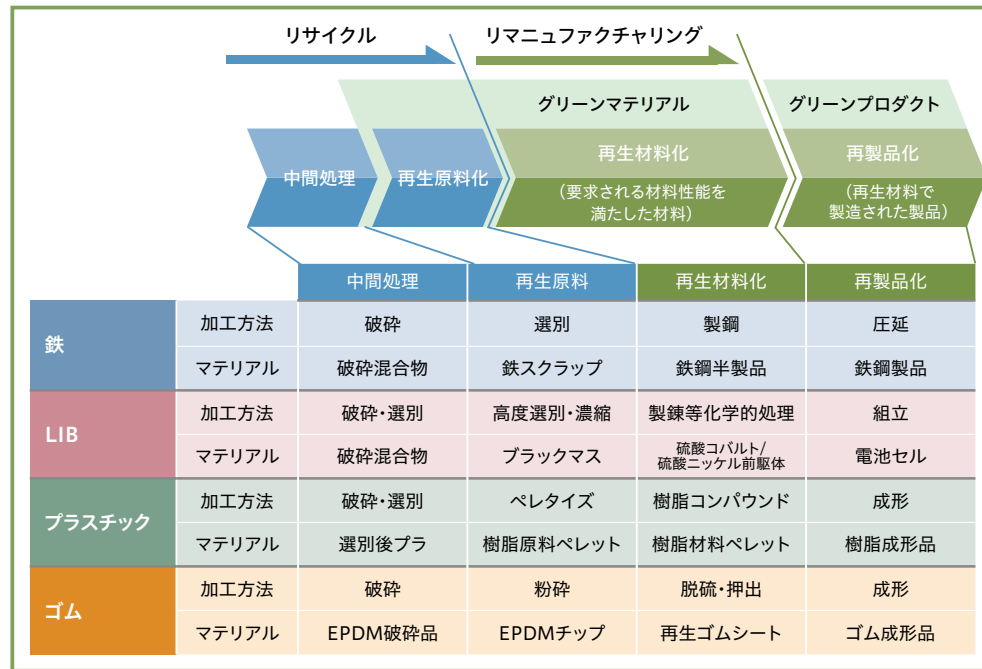 リサイクル
リマニュファクチャリング
グリーンマテリアル
グリーンプロダクト
中間処理
再生原料化
再生材料化
(要求される材料性能を
満たした材料)
再製品化
(再生材料で
製造された製品)
中間処理 再生原料 再生材料化 再製品化
鉄
加工方法 破砕 選別 製鋼 圧延
マテリアル 破砕混合物 鉄スクラップ 鉄鋼半製品 鉄鋼製品
LIB
加工方法 破砕・選別 高度選別・濃縮 製錬等化学的処理 組立
マテリアル 破砕混合物 ブラックマス 硫酸コバルト/
硫酸ニッケル前駆体 電池セル
プラスチック
加工方法 破砕・選別 ペレタイズ 樹脂コンパウンド 成形
マテリアル 選別後プラ 樹脂原料ペレット 樹脂材料ペレット 樹脂成形品
ゴム
加工方法 破砕 粉砕 脱硫・押出 成形
マテリアル EPDM破砕品 EPDMチップ 再生ゴムシート ゴム成形品